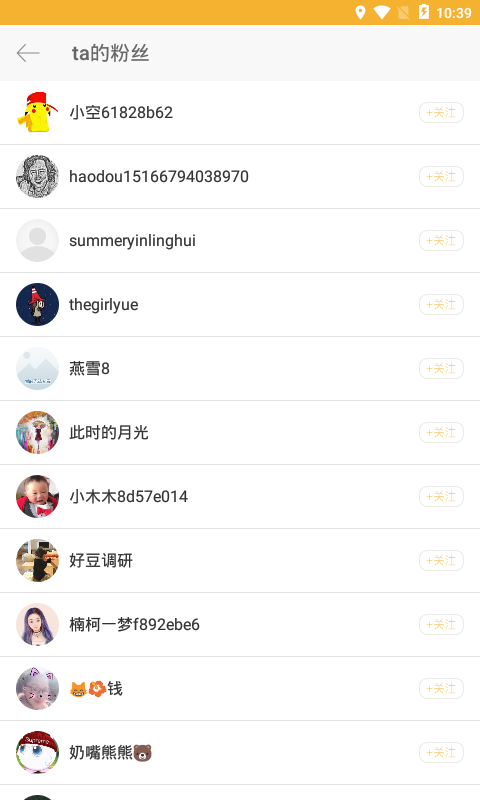 10:39
ta的粉丝
小空61828b62
+关注
haodou15166794038970
+关注
summeryinlinghui
+关注
thegirlyue
+关注
燕雪8
+关注
此时的月光
+关注
小木木8d57e014
+关注
好豆调研
+关注
楠柯一梦f892ebe6
+关注
😹🌺钱
+关注
Supreme
奶嘴熊熊🐻
+关注